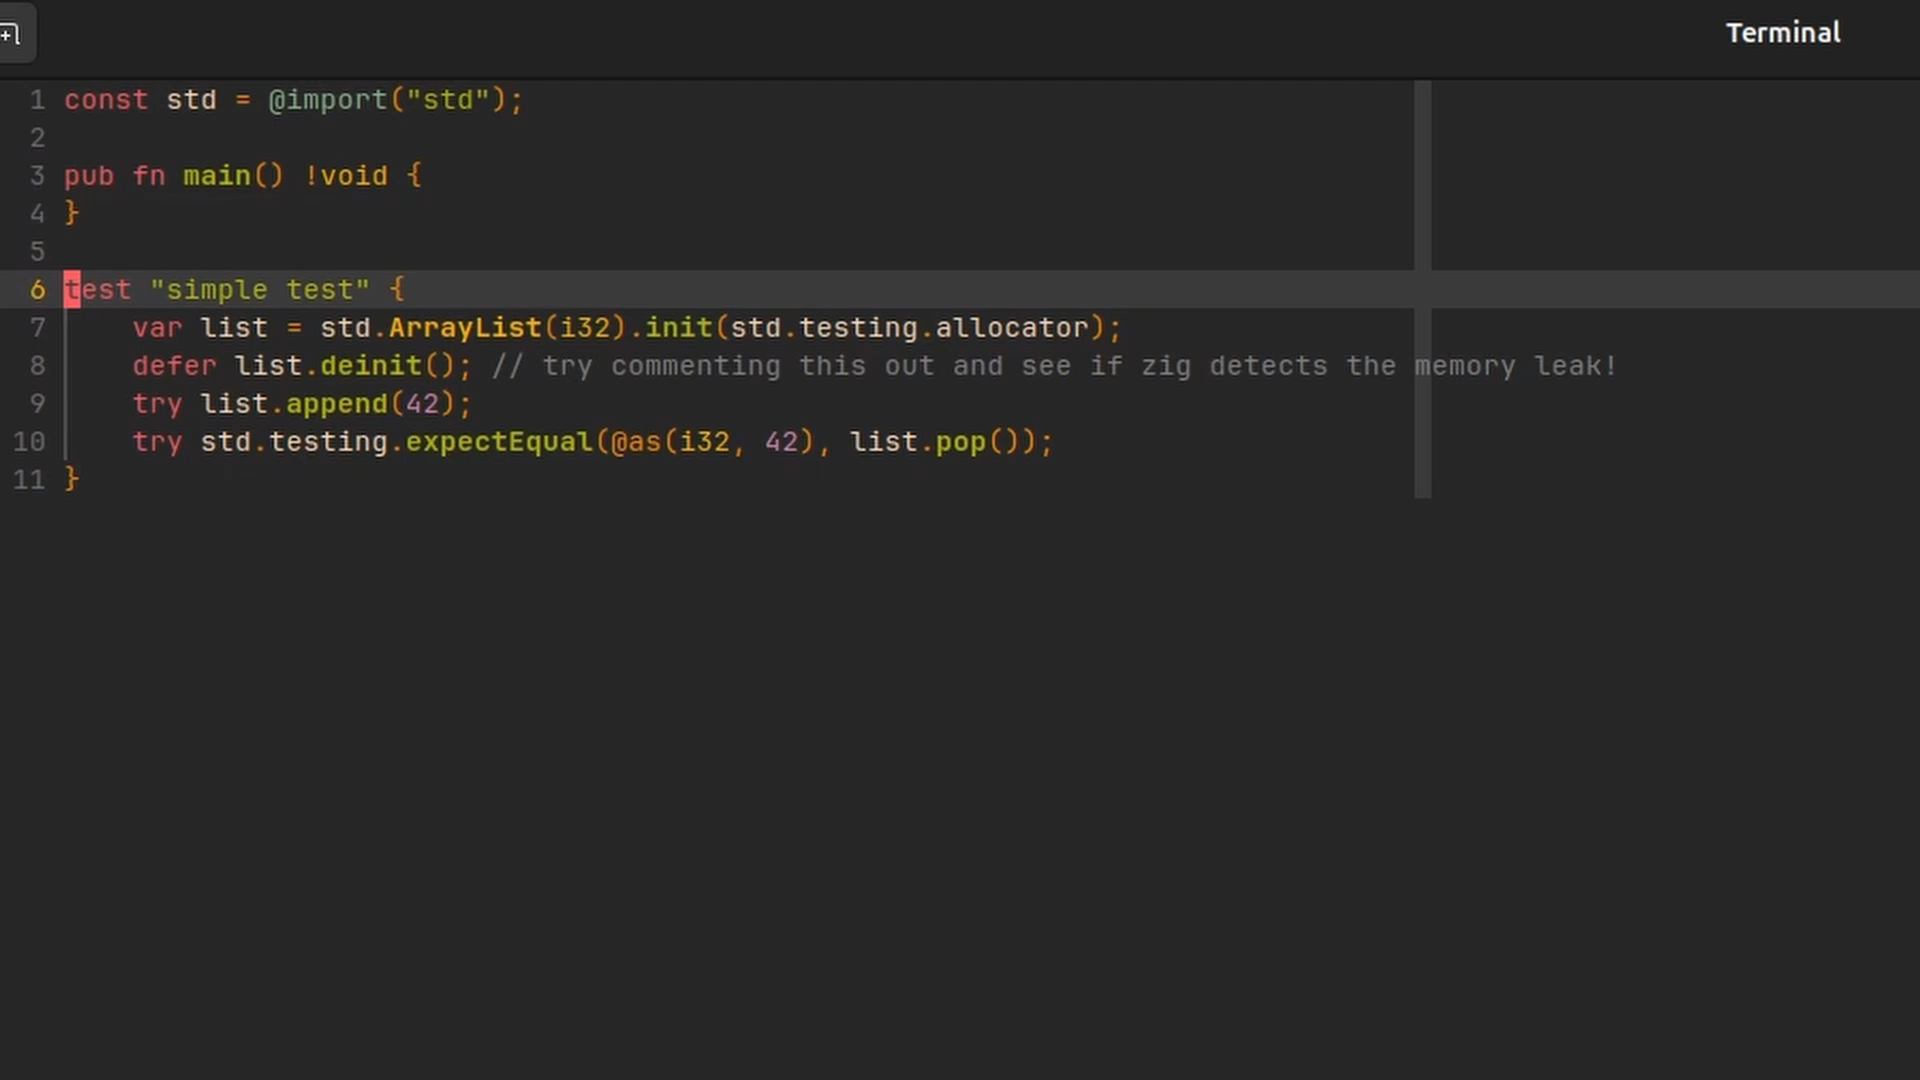 Terminal
1 const std = @import("std");
2
3 pub fn main() !void {
4 }
5
6 test "simple test" {
7     var list = std.ArrayList(i32).init(std.testing.allocator);
8     defer list.deinit(); // try commenting this out and see if zig detects the memory leak!
9     try list.append(42);
10     try std.testing.expectEqual(@as(i32, 42), list.pop());
11 }